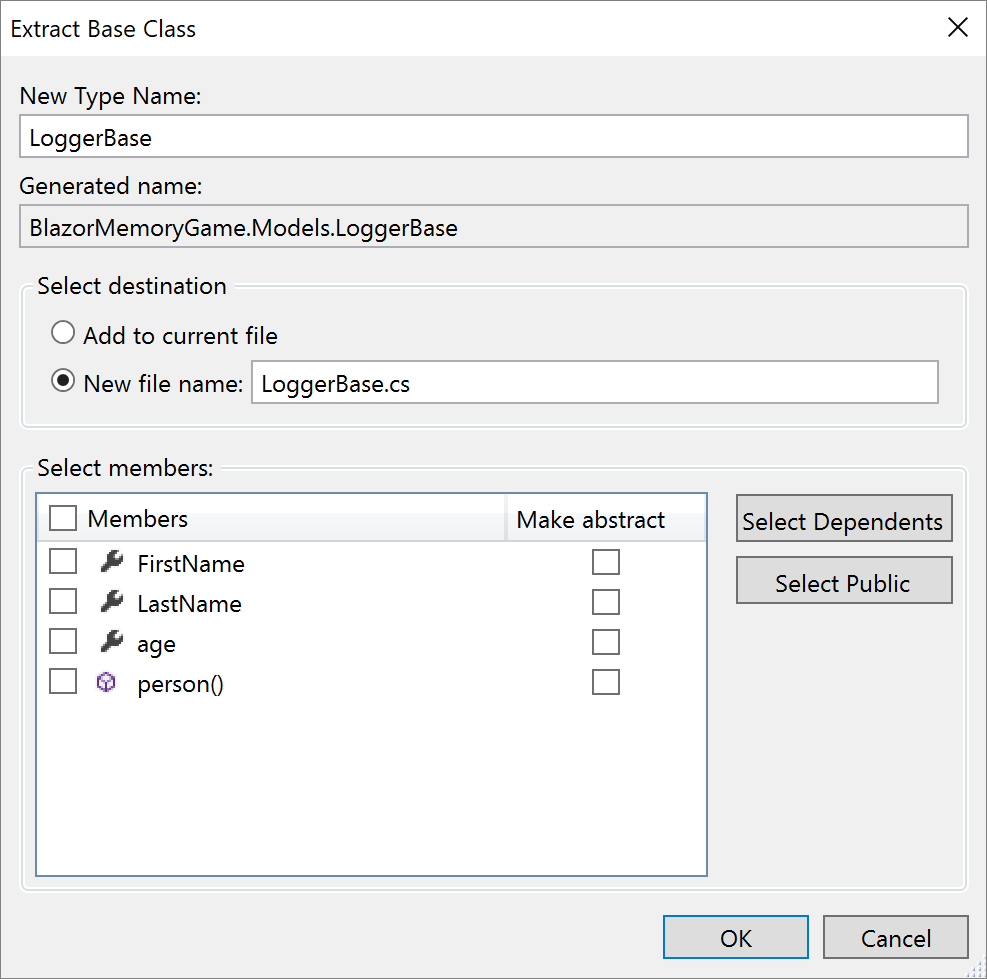 Extract Base Class
New Type Name:
LoggerBase
Generated name:
BlazorMemoryGame.Models.LoggerBase
Select destination
Add to current file
New file name: LoggerBase.cs
Select members:
Members Make abstract
Select Dependents
FirstName
Select Public
LastName
age
person()
OK Cancel